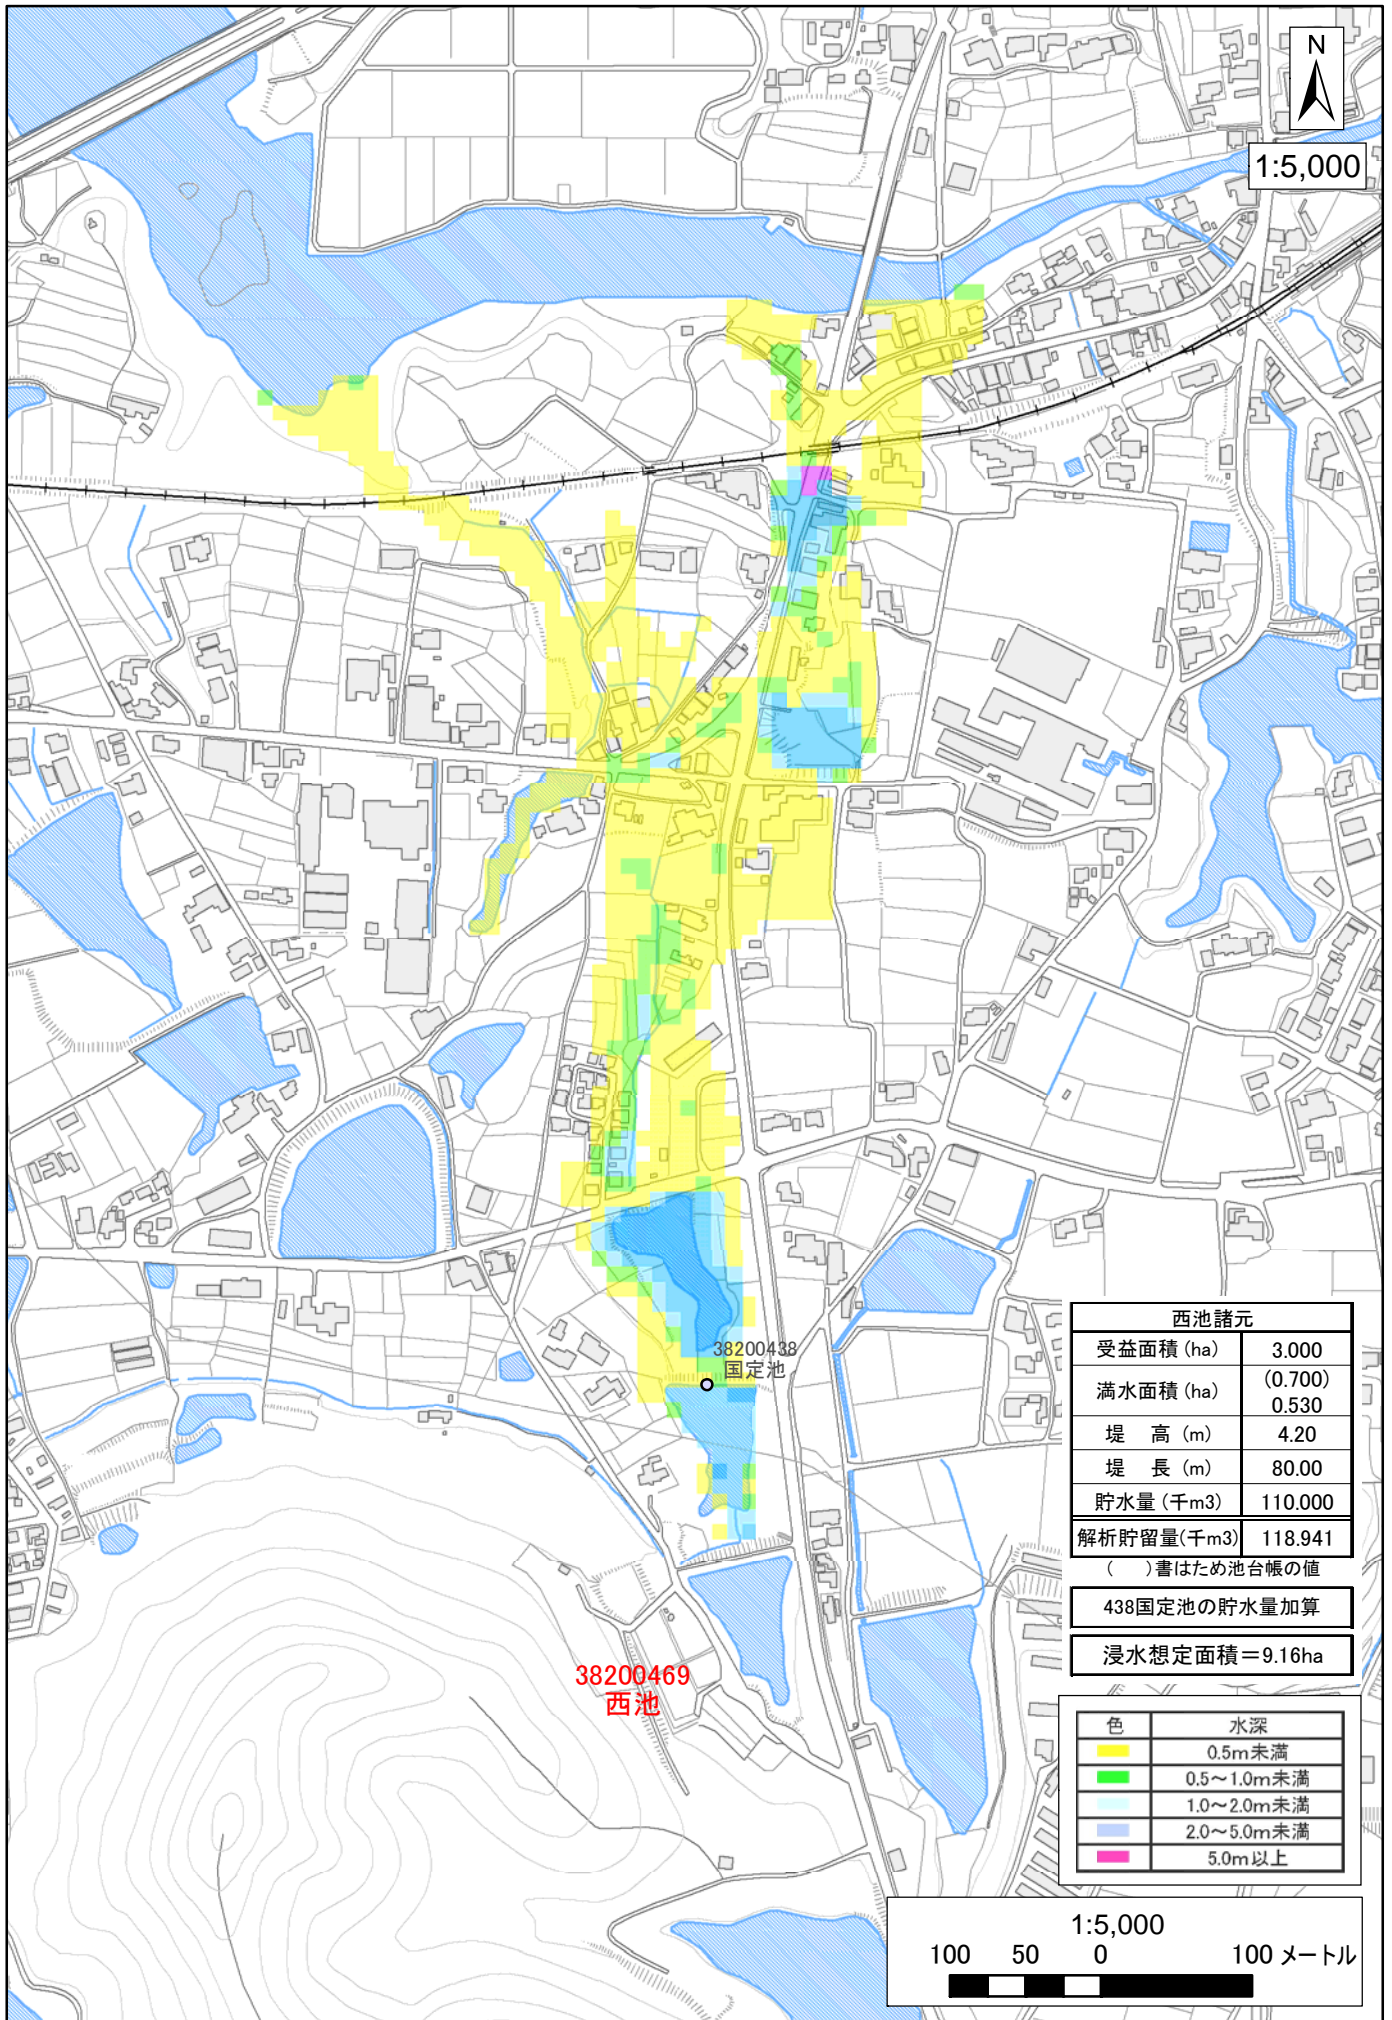 N
1:5,000
38200438
国定池
西池諸元
受益面積 (ha) 3.000
満水面積 (ha) (0.700) 0.530
堤 高 (m) 4.20
堤 長 (m) 80.00
貯水量 (千m3) 110.000
解析貯留量(千m3) 118.941
( )書はため池台帳の値
438国定池の貯水量加算
浸水想定面積＝9.16ha
38200469
西池
色 水深
0.5m未満
0.5～1.0m未満
1.0～2.0m未満
2.0～5.0m未満
5.0m以上
1:5,000
100 50 0 100 メートル